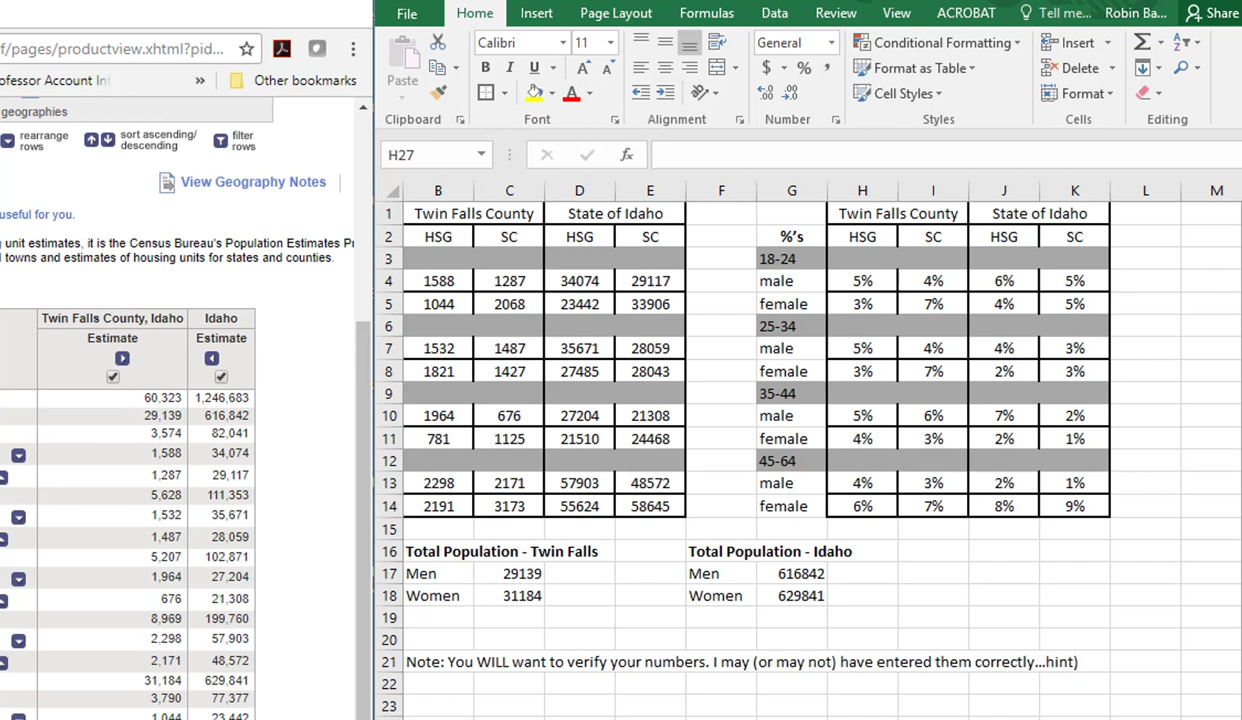 File Home Insert Page Layout Formulas Data Review View ACROBAT Tell me... Robin Ba... Share
f/pages/productview.xhtml?pid...
ofessor Account Inf » Other bookmarks
geographies
rearrange rows
sort ascending/ descending
filter rows
View Geography Notes
useful for you.
unit estimates, it is the Census Bureau's Population Estimates Pr
towns and estimates of housing units for states and counties.
Twin Falls County, Idaho Idaho
Estimate Estimate
60,323 1,246,683
29,139 616,842
3,574 82,041
1,588 34,074
1,287 29,117
5,628 111,353
1,532 35,671
1,487 28,059
5,207 102,871
1,964 27,204
676 21,308
8,969 199,760
2,298 57,903
2,171 48,572
31,184 629,841
3,790 77,377
1,044 23,442
Paste
Calibri 11
B I U A A
A
General
$ % ,
Conditional Formatting
Format as Table
Cell Styles
Insert
Delete
Format
Clipboard Font Alignment Number Styles Cells Editing
H27 fx
B C D E F G H I J K L M
1 Twin Falls County State of Idaho Twin Falls County State of Idaho
2 HSG SC HSG SC %'s HSG SC HSG SC
3 18-24
4 1588 1287 34074 29117 male 5% 4% 6% 5%
5 1044 2068 23442 33906 female 3% 7% 4% 5%
6 25-34
7 1532 1487 35671 28059 male 5% 4% 4% 3%
8 1821 1427 27485 28043 female 3% 7% 2% 3%
9 35-44
10 1964 676 27204 21308 male 5% 6% 7% 2%
11 781 1125 21510 24468 female 4% 3% 2% 1%
12 45-64
13 2298 2171 57903 48572 male 4% 3% 2% 1%
14 2191 3173 55624 58645 female 6% 7% 8% 9%
15
16 Total Population - Twin Falls Total Population - Idaho
17 Men 29139 Men 616842
18 Women 31184 Women 629841
19
20
21 Note: You WILL want to verify your numbers. I may (or may not) have entered them correctly...hint)
22
23